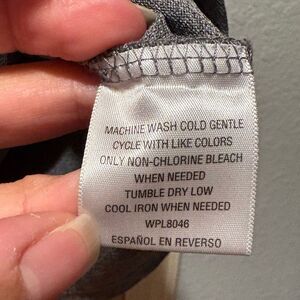 MACHINE WASH COLD GENTLE
CYCLE WITH LIKE COLORS
ONLY NON-CHLORINE BLEACH
WHEN NEEDED
TUMBLE DRY LOW
COOL IRON WHEN NEEDED
WPL8046
ESPAÑOL EN REVERSO